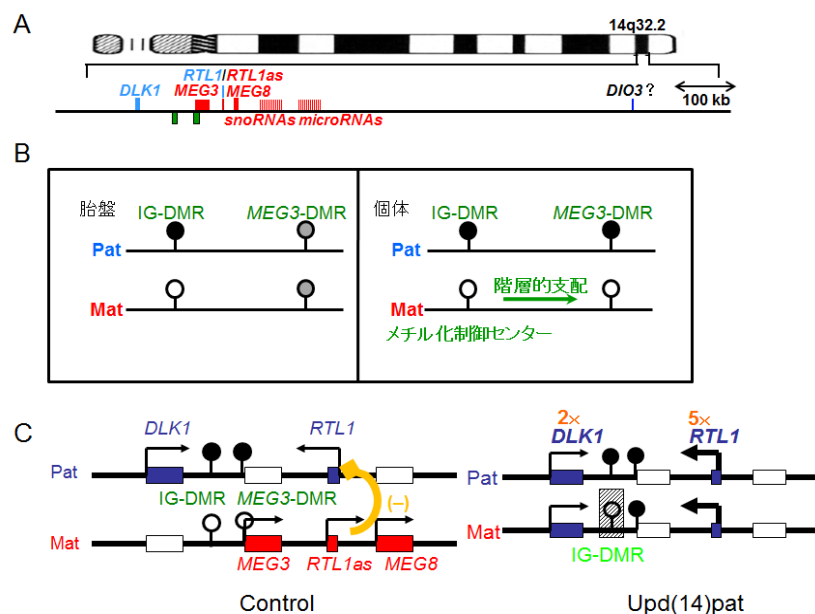 A
14q32.2
RTL1/RTL1as
DLK1 MEG3 MEG8 DIO3?
100 kb
snoRNAs microRNAs
B
胎盤 IG-DMR MEG3-DMR
Pat
Mat
個体 IG-DMR MEG3-DMR
Pat
階層的支配
Mat
メチル化制御センター
C
DLK1 RTL1
Pat
IG-DMR MEG3-DMR
(−)
Mat
MEG3 RTL1as MEG8
Control
2× 5×
DLK1 RTL1
Pat
Mat
IG-DMR
Upd(14)pat